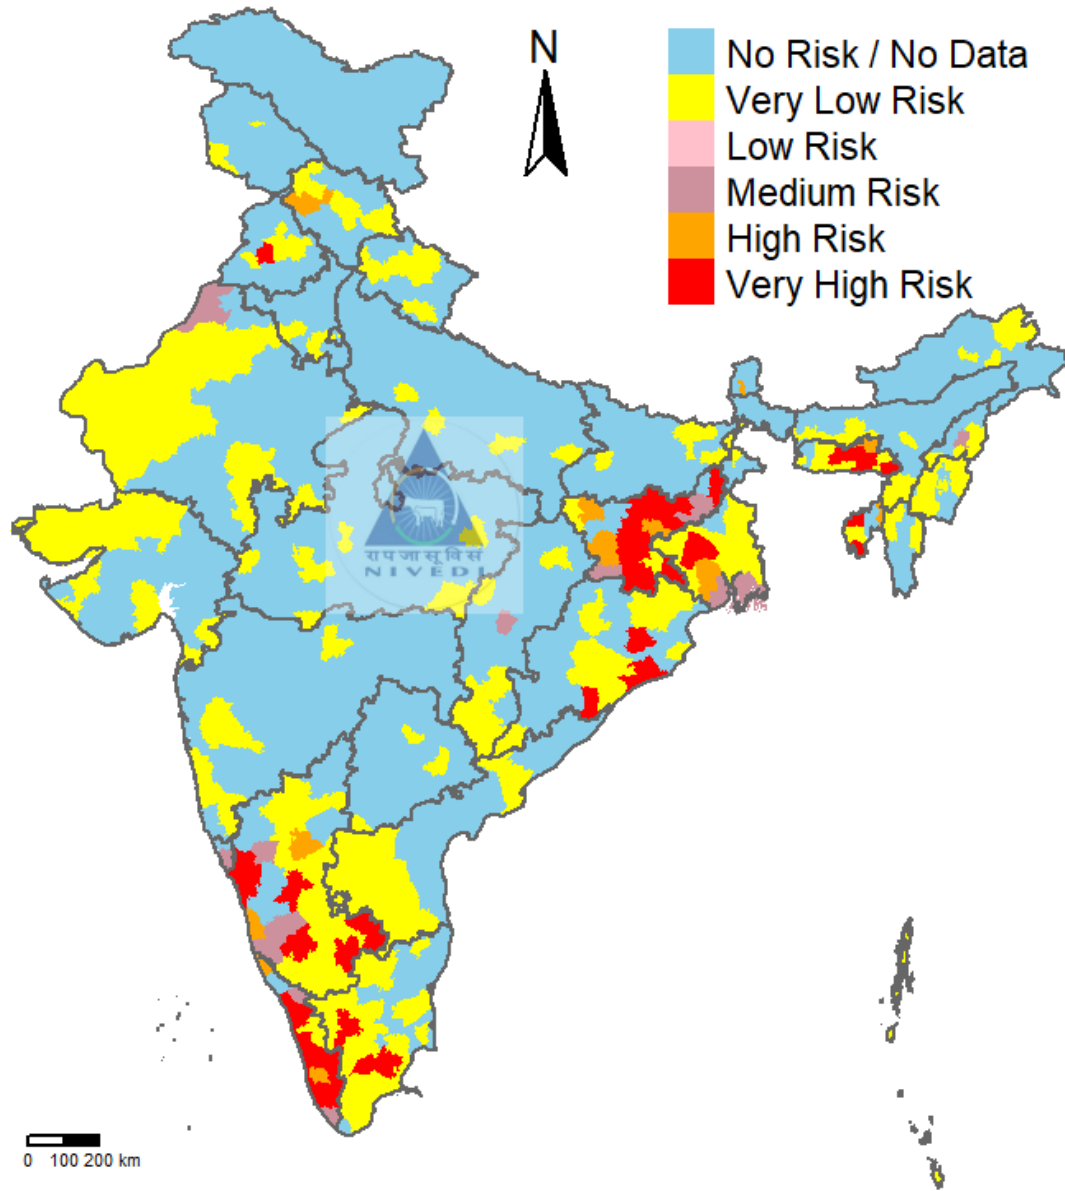 N
No Risk / No Data
Very Low Risk
Low Risk
Medium Risk
High Risk
Very High Risk
रापजासूविसं
NIVEDI
0 100 200 km